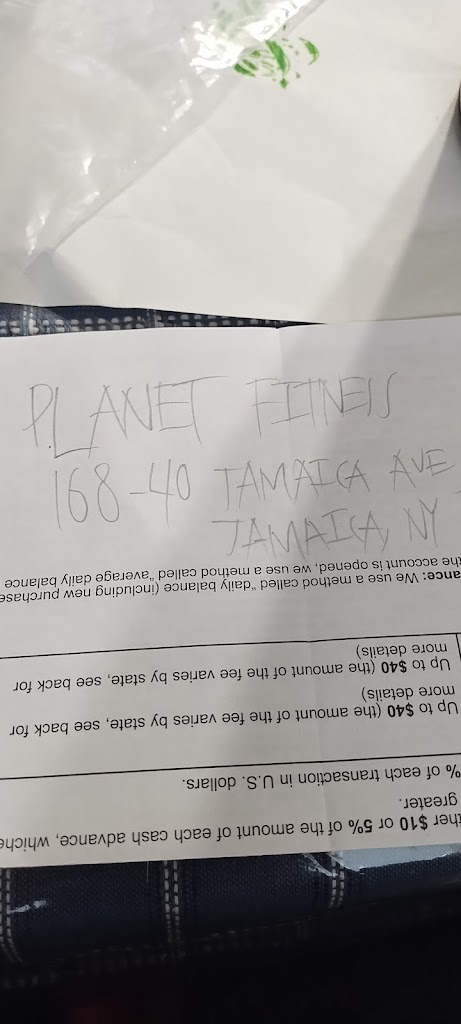 PLANET FITNESS
168-40 JAMAICA AVE
JAMAICA, NY
ther $10 or 5% of the amount of each cash advance, whiche
greater.
% of each transaction in U.S. dollars.
Up to $40 (the amount of the fee varies by state, see back for
more details)
Up to $40 (the amount of the fee varies by state, see back for
more details)
ance: We use a method called "daily balance (including new purchase
the account is opened, we use a method called "average daily balance